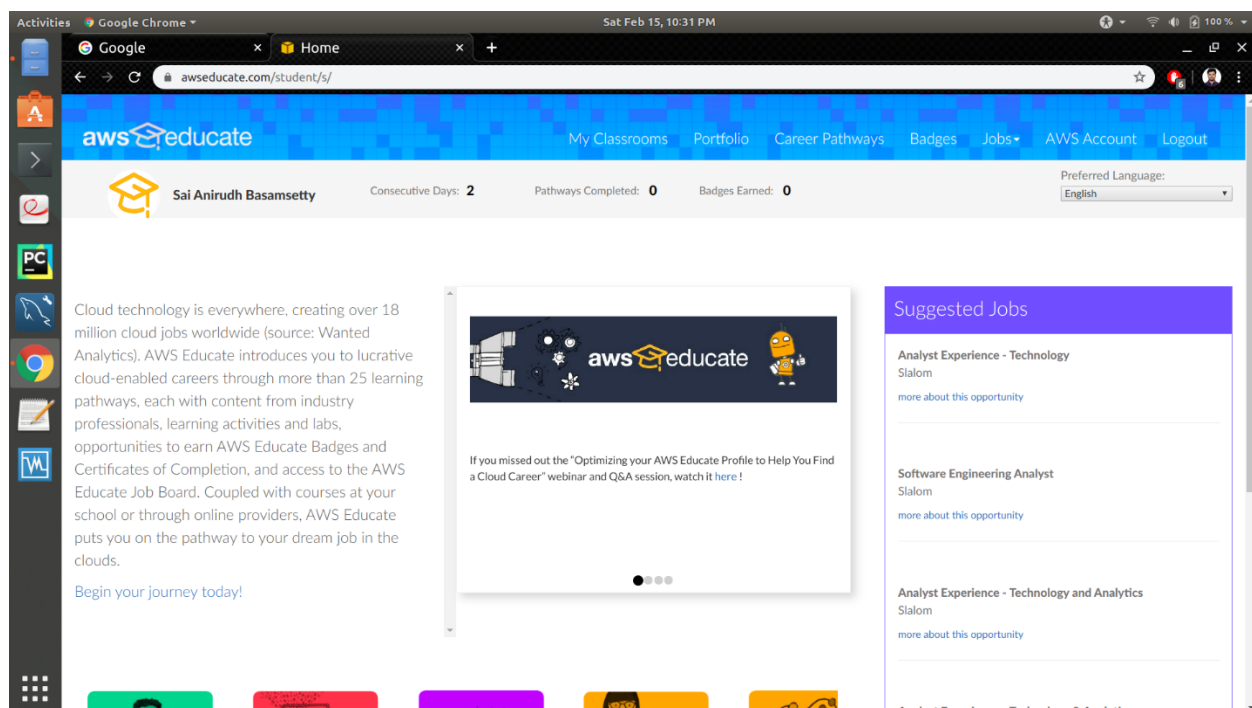 Activities Google Chrome Sat Feb 15, 10:31 PM 100 %
Google × Home × +
awseducate.com/student/s/
6
aws educate My Classrooms Portfolio Career Pathways Badges Jobs AWS Account Logout
Sai Anirudh Basamsetty Consecutive Days: 2 Pathways Completed: 0 Badges Earned: 0
Preferred Language:
English
Cloud technology is everywhere, creating over 18
million cloud jobs worldwide (source: Wanted
Analytics). AWS Educate introduces you to lucrative
cloud-enabled careers through more than 25 learning
pathways, each with content from industry
professionals, learning activities and labs,
opportunities to earn AWS Educate Badges and
Certificates of Completion, and access to the AWS
Educate Job Board. Coupled with courses at your
school or through online providers, AWS Educate
puts you on the pathway to your dream job in the
clouds.
Begin your journey today!
aws educate
If you missed out the "Optimizing your AWS Educate Profile to Help You Find
a Cloud Career" webinar and Q&A session, watch it here !
Suggested Jobs
Analyst Experience - Technology
Slalom
more about this opportunity
Software Engineering Analyst
Slalom
more about this opportunity
Analyst Experience - Technology and Analytics
Slalom
more about this opportunity
PC